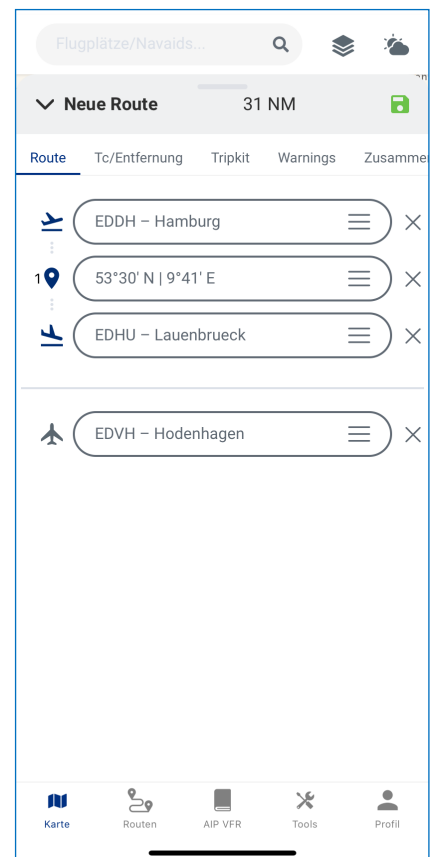 Flugplätze/Navaids...
Neue Route 31 NM
Route Tc/Entfernung Tripkit Warnings Zusamme
EDDH – Hamburg
1
53°30' N | 9°41' E
EDHU – Lauenbrueck
EDVH – Hodenhagen
Karte Routen AIP VFR Tools Profil